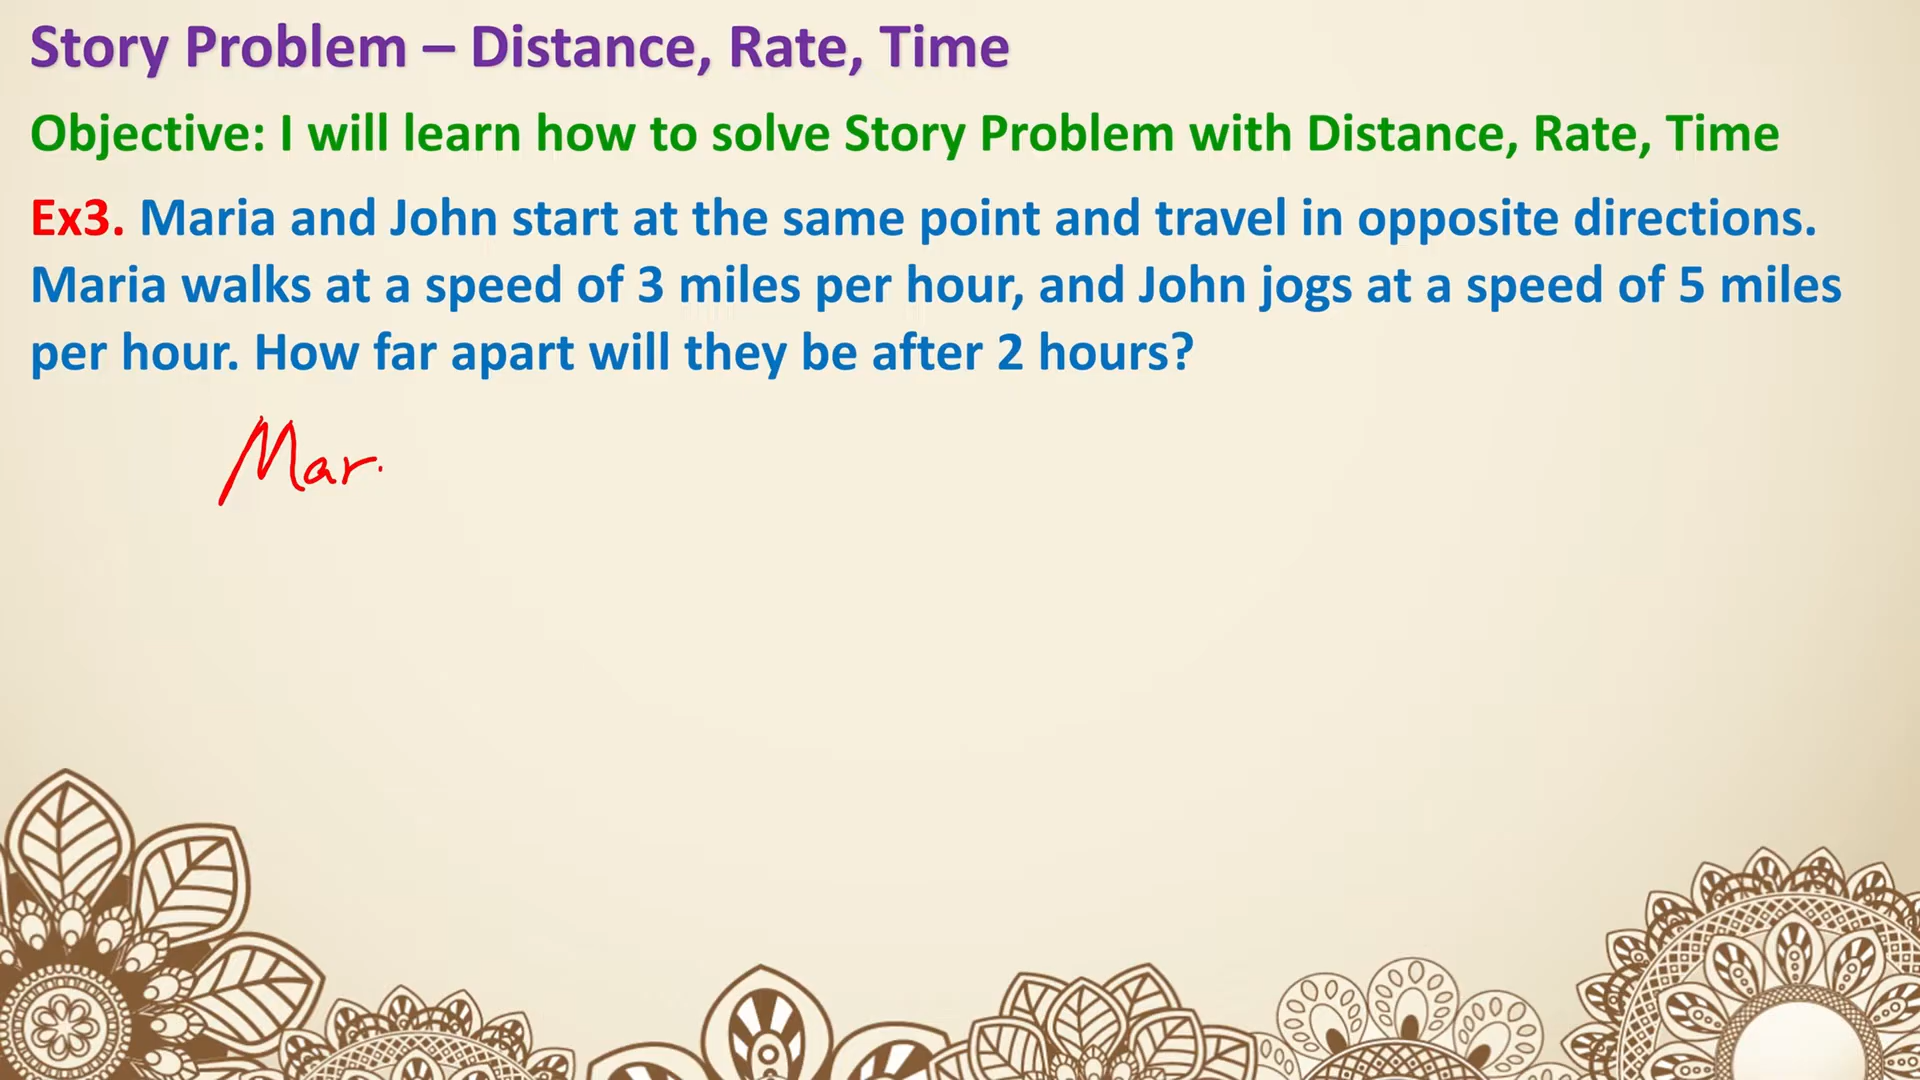 Story Problem – Distance, Rate, Time
Objective: I will learn how to solve Story Problem with Distance, Rate, Time
Ex3. Maria and John start at the same point and travel in opposite directions.
Maria walks at a speed of 3 miles per hour, and John jogs at a speed of 5 miles
per hour. How far apart will they be after 2 hours?
Mar.